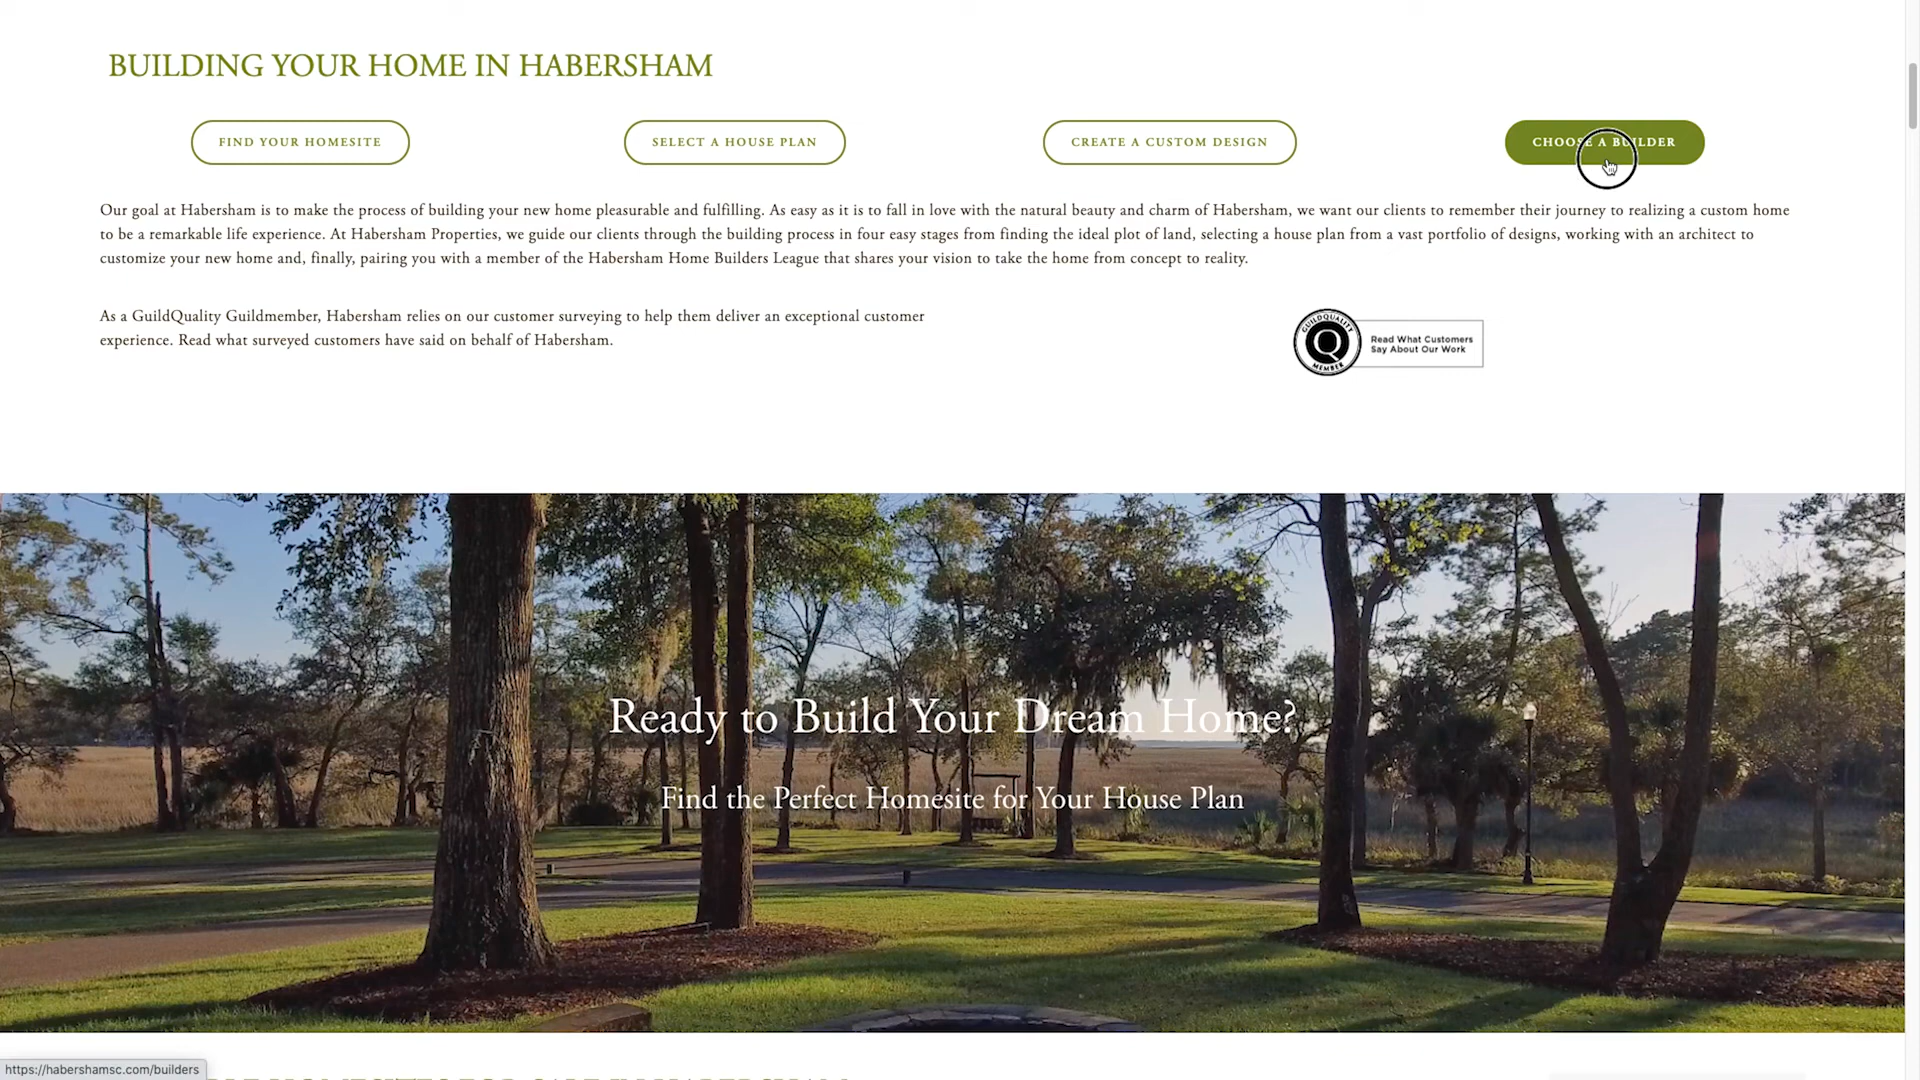 BUILDING YOUR HOME IN HABERSHAM
FIND YOUR HOMESITE
SELECT A HOUSE PLAN
CREATE A CUSTOM DESIGN
CHOOSE A BUILDER
Our goal at Habersham is to make the process of building your new home pleasurable and fulfilling. As easy as it is to fall in love with the natural beauty and charm of Habersham, we want our clients to remember their journey to realizing a custom home
to be a remarkable life experience. At Habersham Properties, we guide our clients through the building process in four easy stages from finding the ideal plot of land, selecting a house plan from a vast portfolio of designs, working with an architect to
customize your new home and, finally, pairing you with a member of the Habersham Home Builders League that shares your vision to take the home from concept to reality.
As a GuildQuality Guildmember, Habersham relies on our customer surveying to help them deliver an exceptional customer
experience. Read what surveyed customers have said on behalf of Habersham.
GUILDQUALITY
Q
MEMBER
Read What Customers
Say About Our Work
Ready to Build Your Dream Home?
Find the Perfect Homesite for Your House Plan
https://habershamsc.com/builders
HOMESITES FOR SALE IN HABERSHAM